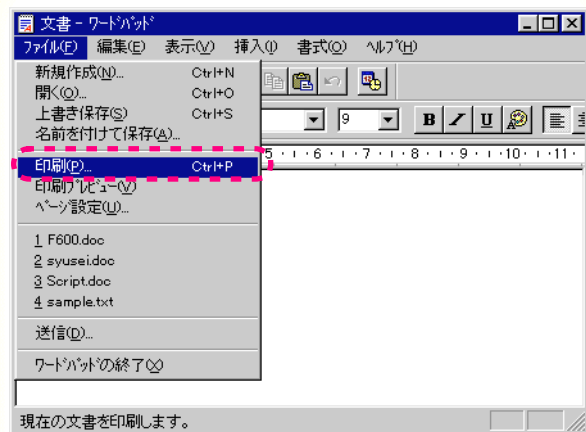 文書 - ワードパッド
ファイル(F) 編集(E) 表示(V) 挿入(I) 書式(O) ヘルプ(H)
新規作成(N)... Ctrl+N
開く(O)... Ctrl+O
上書き保存(S) Ctrl+S
名前を付けて保存(A)...
9 B I U
5 6 7 8 9 10 11
印刷(P)... Ctrl+P
印刷プレビュー(V)
ページ設定(U)...
1 F600.doc
2 syusei.doc
3 Script.doc
4 sample.txt
送信(D)...
ワードパッドの終了(X)
現在の文書を印刷します。